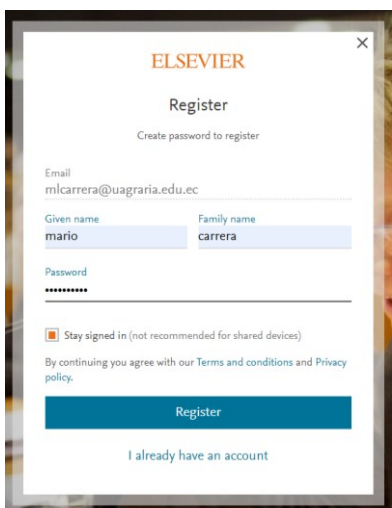 ELSEVIER
Register
Create password to register
Email
mlcarrera@uagraria.edu.ec
Given name
Family name
mario
carrera
Password
••••••••••
Stay signed in (not recommended for shared devices)
By continuing you agree with our Terms and conditions and Privacy
policy.
Register
I already have an account